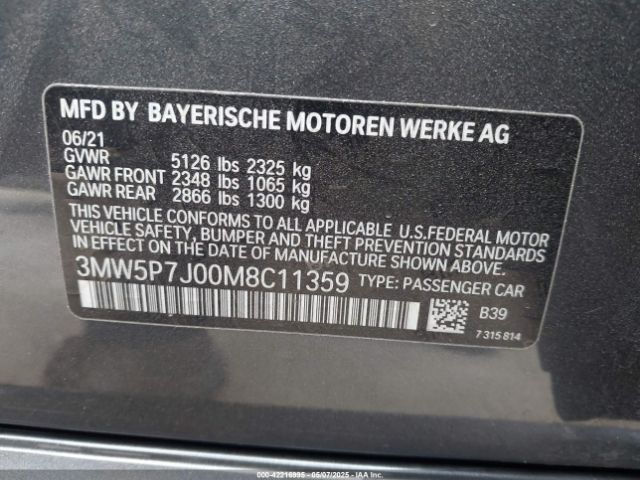 MFD BY BAYERISCHE MOTOREN WERKE AG
06/21
GVWR 5126 lbs 2325 kg
GAWR FRONT 2348 lbs 1065 kg
GAWR REAR 2866 lbs 1300 kg
THIS VEHICLE CONFORMS TO ALL APPLICABLE U.S.FEDERAL MOTOR
VEHICLE SAFETY, BUMPER AND THEFT PREVENTION STANDARDS
IN EFFECT ON THE DATE OF MANUFACTURE SHOWN ABOVE.
3MW5P7J00M8C11359 TYPE: PASSENGER CAR
B39
7 315 814
000-42216995 - 05/07/2025 - IAAI.com